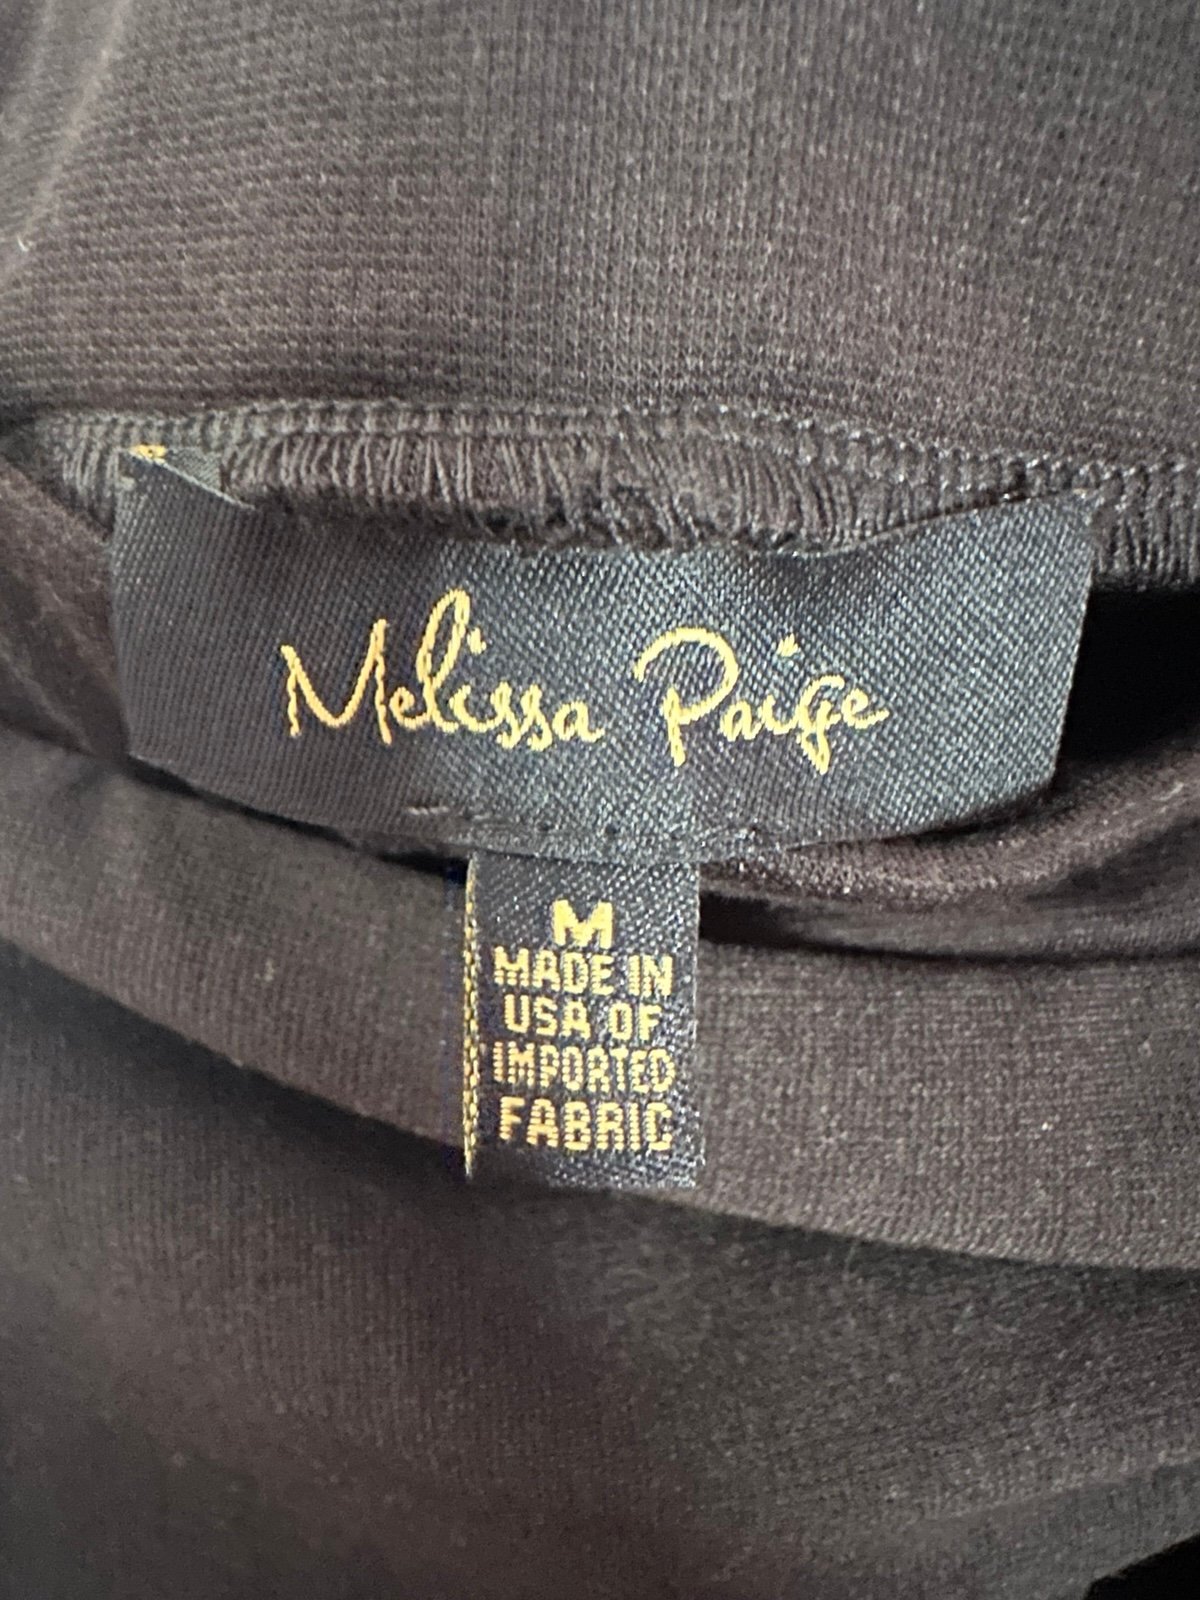 Melissa Paige
M
MADE IN
USA OF
IMPORTED
FABRIC